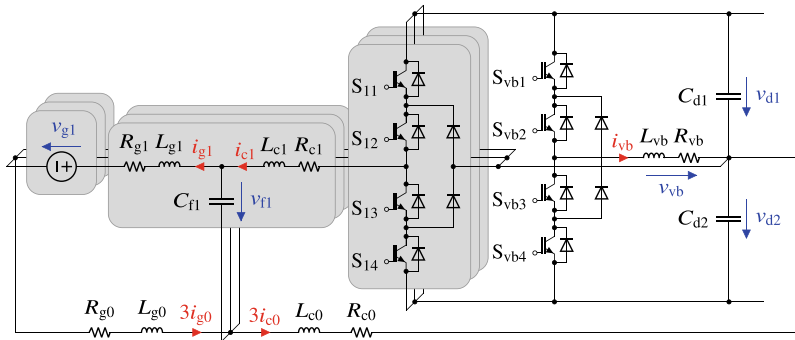 S11
Svb1
Cd1
vd1
vg1
Rg1
Lg1
ig1
ic1
Lc1
Rc1
S12
Svb2
ivb
Lvb
Rvb
Cf1
vf1
S13
Svb3
vvb
Cd2
vd2
S14
Svb4
Rg0
Lg0
3ig0
3ic0
Lc0
Rc0